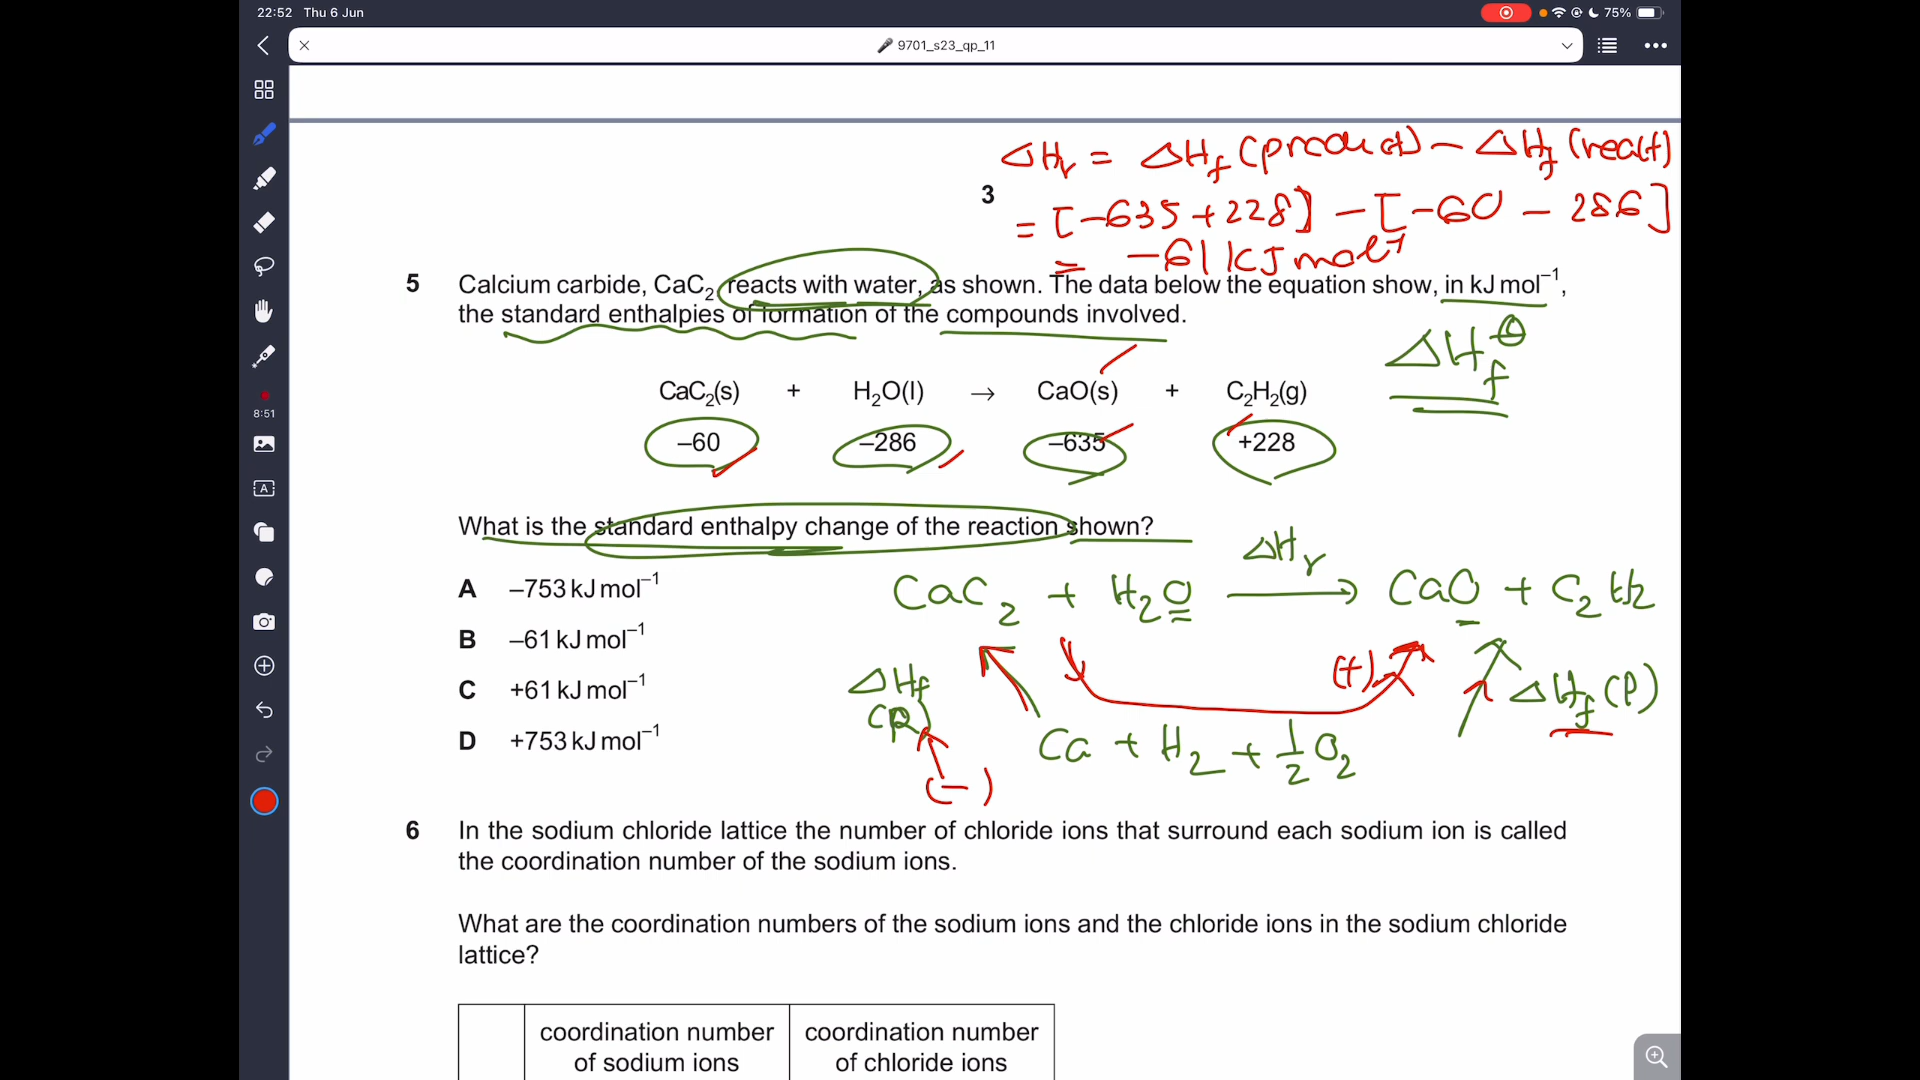 22:52 Thu 6 Jun
75%
9701_s23_qp_11
ΔHr = ΔHf (product) – ΔHf (reat)
3
= [-635+228] – [-60 – 286]
= -61 kJ mol⁻¹
5 Calcium carbide, CaC₂, reacts with water, as shown. The data below the equation show, in kJ mol⁻¹,
the standard enthalpies of formation of the compounds involved.
ΔHf⊖
CaC₂(s) + H₂O(l) → CaO(s) + C₂H₂(g)
8:51
–60 –286 –635 +228
What is the standard enthalpy change of the reaction shown?
ΔHr
A –753 kJ mol⁻¹
CaC₂ + H₂O → CaO + C₂H₂
B –61 kJ mol⁻¹
(+)
C +61 kJ mol⁻¹
ΔHf (R)
ΔHf (P)
D +753 kJ mol⁻¹
Ca + H₂ + ½ O₂
(–)
6 In the sodium chloride lattice the number of chloride ions that surround each sodium ion is called
the coordination number of the sodium ions.
What are the coordination numbers of the sodium ions and the chloride ions in the sodium chloride
lattice?
coordination number of sodium ions
coordination number of chloride ions